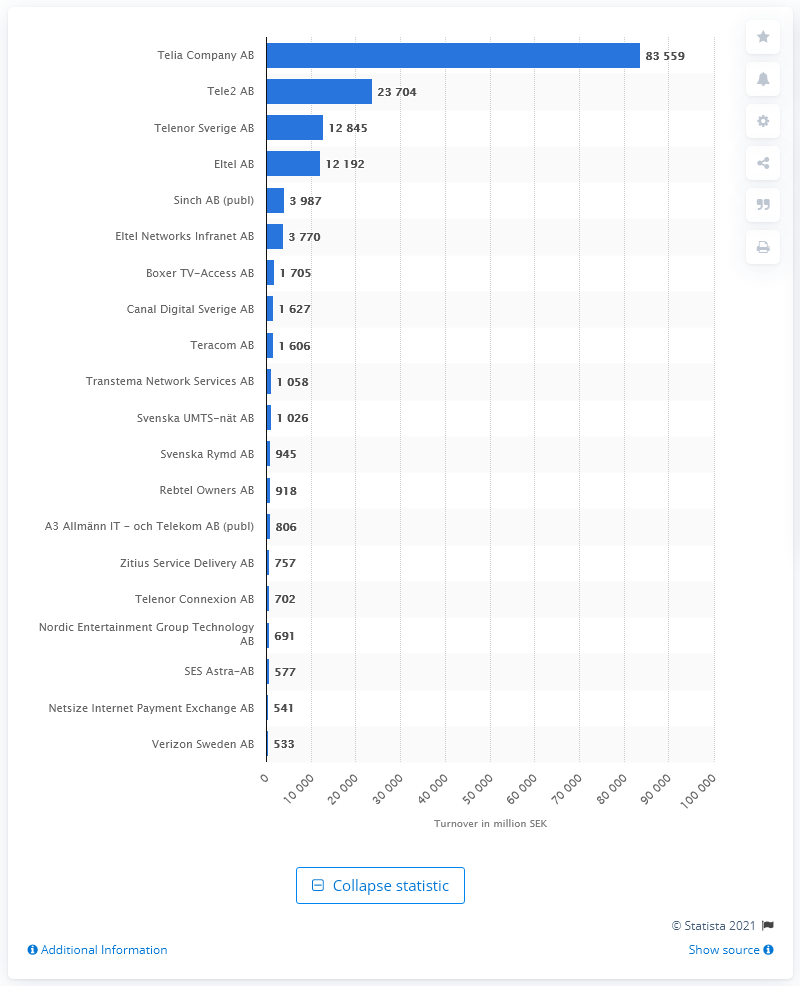 Telia Company AB 83 559
Tele2 AB 23 704
Telenor Sverige AB 12 845
Eltel AB 12 192
Sinch AB (publ) 3 987
Eltel Networks Infranet AB 3 770
Boxer TV-Access AB 1 705
Canal Digital Sverige AB 1 627
Teracom AB 1 606
Transtema Network Services AB 1 058
Svenska UMTS-nät AB 1 026
Svenska Rymd AB 945
Rebtel Owners AB 918
A3 Allmänn IT - och Telekom AB (publ) 806
Zitius Service Delivery AB 757
Telenor Connexion AB 702
Nordic Entertainment Group Technology
AB 691
SES Astra-AB 577
Netsize Internet Payment Exchange AB 541
Verizon Sweden AB 533
0 10 000 20 000 30 000 40 000 50 000 60 000 70 000 80 000 90 000 100 000
Turnover in million SEK
Collapse statistic
© Statista 2021
Additional Information Show source